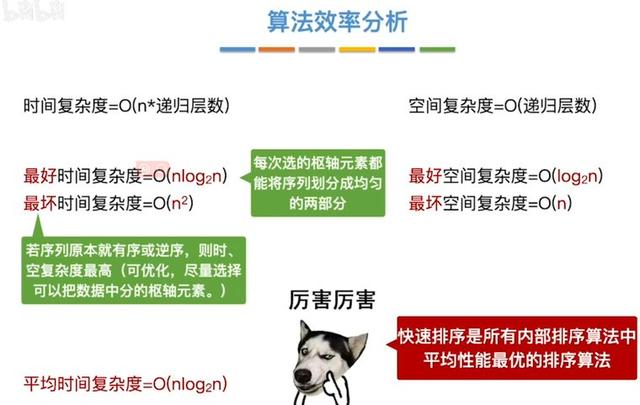 算法效率分析
时间复杂度=O(n*递归层数)
空间复杂度=O(递归层数)
最好时间复杂度=O(nlog₂n)
最坏时间复杂度=O(n²)
每次选的枢轴元素都
能将序列划分成均匀
的两部分
最好空间复杂度=O(log₂n)
最坏空间复杂度=O(n)
若序列原本就有序或逆序，则时、
空复杂度最高（可优化，尽量选择
可以把数据中分的枢轴元素。）
厉害厉害
快速排序是所有内部排序算法中
平均性能最优的排序算法
平均时间复杂度=O(nlog₂n)